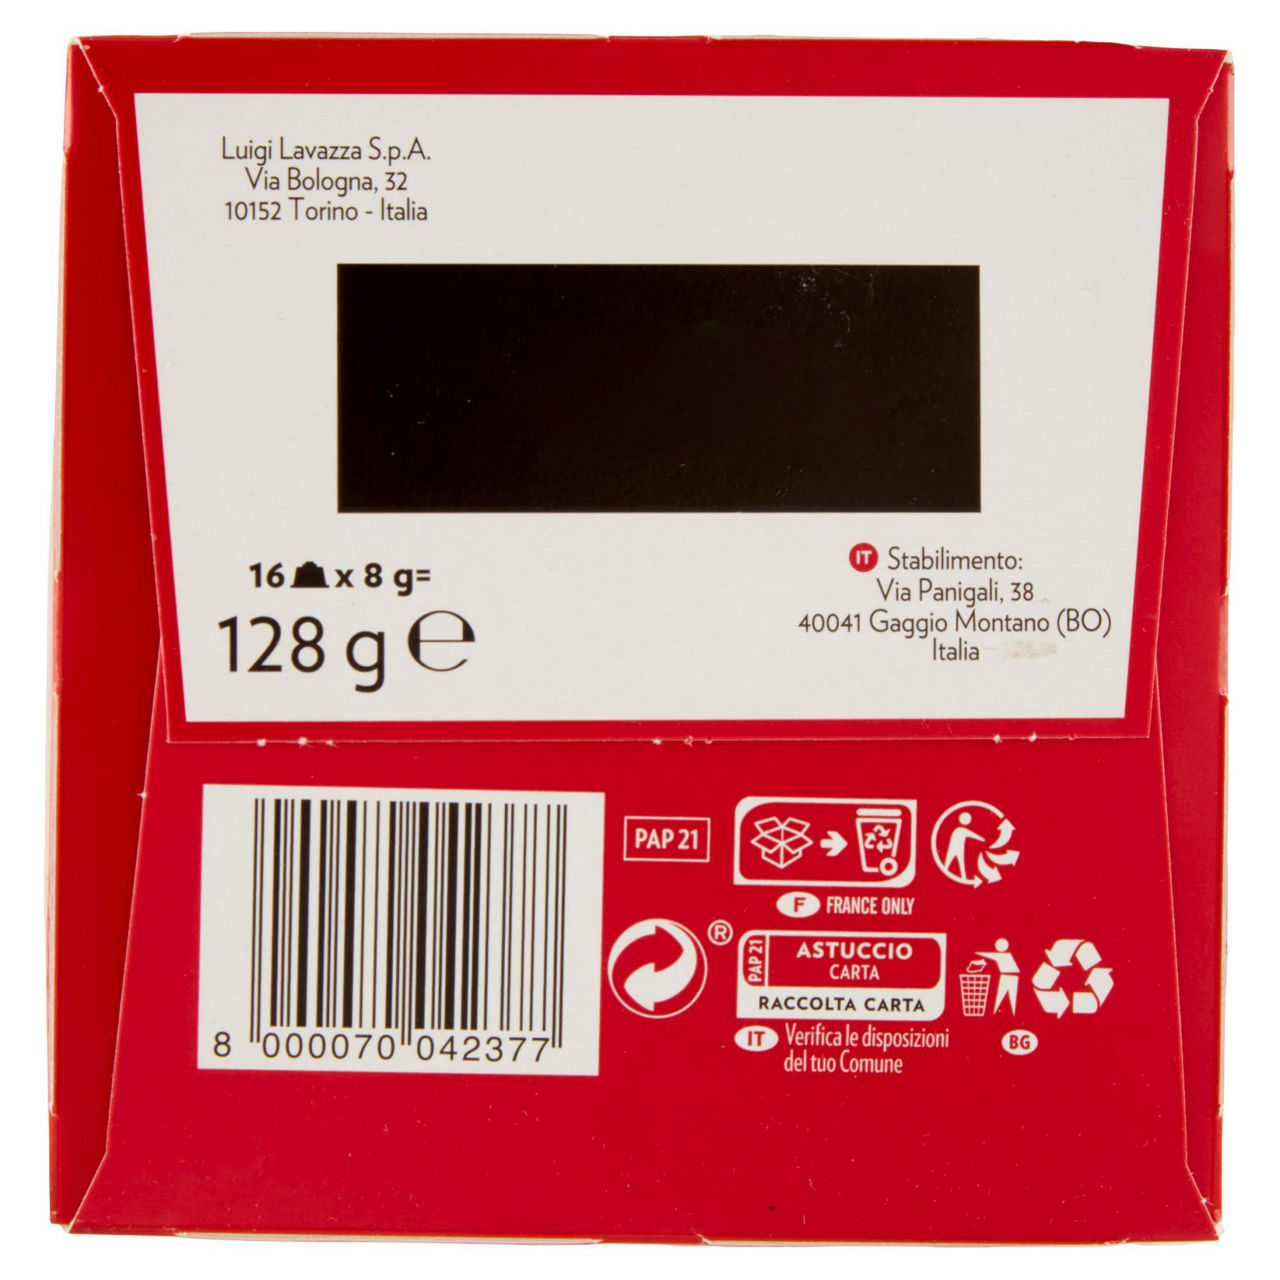 Luigi Lavazza S.p.A.
Via Bologna, 32
10152 Torino - Italia
16 x 8 g=
128 g ℮
IT Stabilimento:
Via Panigali, 38
40041 Gaggio Montano (BO)
Italia
8 000070 042377
PAP 21
F FRANCE ONLY
®
PAP 21
ASTUCCIO
CARTA
RACCOLTA CARTA
IT Verifica le disposizioni
del tuo Comune
BG